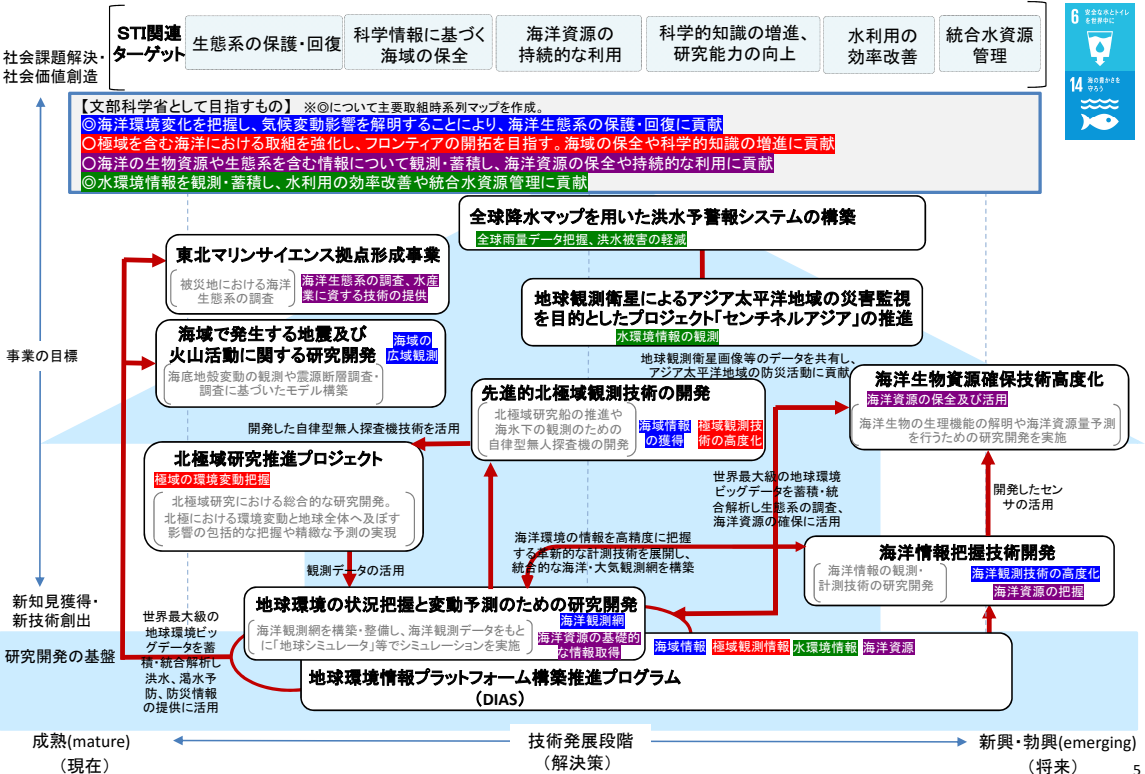 社会課題解決・
社会価値創造
STI関連
ターゲット
生態系の保護・回復
科学情報に基づく
海域の保全
海洋資源の
持続的な利用
科学的知識の増進、
研究能力の向上
水利用の
効率改善
統合水資源
管理
6 安全な水とトイレ
を世界中に
14 海の豊かさを
守ろう
【文部科学省として目指すもの】 ※◎について主要取組時系列マップを作成。
◎海洋環境変化を把握し、気候変動影響を解明することにより、海洋生態系の保護・回復に貢献
○極域を含む海洋における取組を強化し、フロンティアの開拓を目指す。海域の保全や科学的知識の増進に貢献
○海洋の生物資源や生態系を含む情報について観測・蓄積し、海洋資源の保全や持続的な利用に貢献
◎水環境情報を観測・蓄積し、水利用の効率改善や統合水資源管理に貢献
全球降水マップを用いた洪水予警報システムの構築
全球雨量データ把握、洪水被害の軽減
東北マリンサイエンス拠点形成事業
被災地における海洋
生態系の調査
海洋生態系の調査、水産
業に資する技術の提供
地球観測衛星によるアジア太平洋地域の災害監視
を目的としたプロジェクト「センチネルアジア」の推進
水環境情報の観測
海域で発生する地震及び
火山活動に関する研究開発
海域の
広域観測
海底地殻変動の観測や震源断層調査・
調査に基づいたモデル構築
事業の目標
地球観測衛星画像等のデータを共有し、
アジア太平洋地域の防災活動に貢献
先進的北極域観測技術の開発
北極域研究船の推進や
海氷下の観測のための
自律型無人探査機の開発
海域情報
の獲得
極域観測技
術の高度化
海洋生物資源確保技術高度化
海洋資源の保全及び活用
海洋生物の生理機能の解明や海洋資源量予測
を行うための研究開発を実施
開発した自律型無人探査機技術を活用
北極域研究推進プロジェクト
極域の環境変動把握
北極域研究における総合的な研究開発。
北極における環境変動と地球全体へ及ぼす
影響の包括的な把握や精緻な予測の実現
世界最大級の地球環境
ビッグデータを蓄積・統
合解析し生態系の調査、
海洋資源の確保に活用
開発したセン
サの活用
海洋環境の情報を高精度に把握
する革新的な計測技術を展開し、
統合的な海洋・大気観測網を構築
海洋情報把握技術開発
海洋情報の観測・
計測技術の研究開発
海洋観測技術の高度化
海洋資源の把握
観測データの活用
新知見獲得・
新技術創出
地球環境の状況把握と変動予測のための研究開発
海洋観測網
海洋観測網を構築・整備し、海洋観測データをもと
に「地球シミュレータ」等でシミュレーションを実施
海洋資源の基礎的
な情報取得
世界最大級の
地球環境ビッ
グデータを蓄
積・統合解析し
洪水、渇水予
防、防災情報
の提供に活用
研究開発の基盤
海域情報 極域観測情報 水環境情報 海洋資源
地球環境情報プラットフォーム構築推進プログラム
(DIAS)
成熟(mature)
(現在)
技術発展段階
(解決策)
新興・勃興(emerging)
(将来)
5